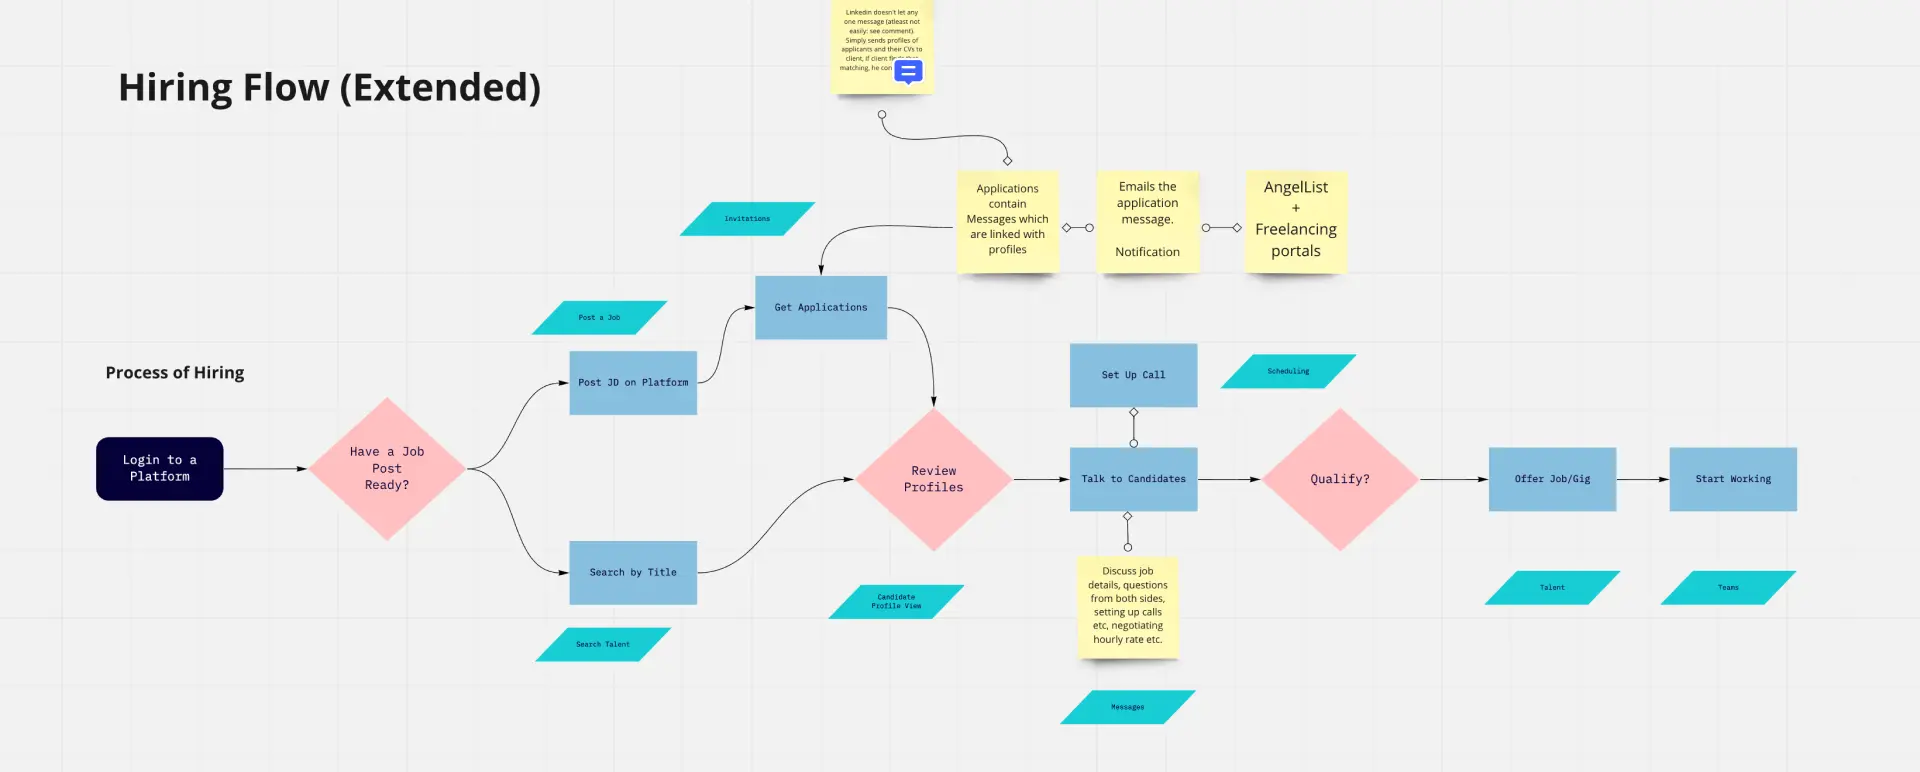 Linkedin doesn't let any
one message (atleast not
easily: see comment).
Simply sends profiles of
applicants and their CVs to
client, if client
matching, he
Hiring Flow (Extended)
Applications
contain
Messages which
are linked with
profiles
Emails the
application
message.
Notification
AngelList
+
Freelancing
portals
Invitations
Get Applications
Post a Job
Post JD on Platform
Process of Hiring
Login to a
Platform
Have a Job
Post
Ready?
Search by Title
Search Talent
Review
Profiles
Candidate
Profile View
Set Up Call
Scheduling
Talk to Candidates
Discuss job
details, questions
from both sides,
setting up calls
etc, negotiating
hourly rate etc.
Messages
Qualify?
Offer Job/Gig
Start Working
Talent
Teams